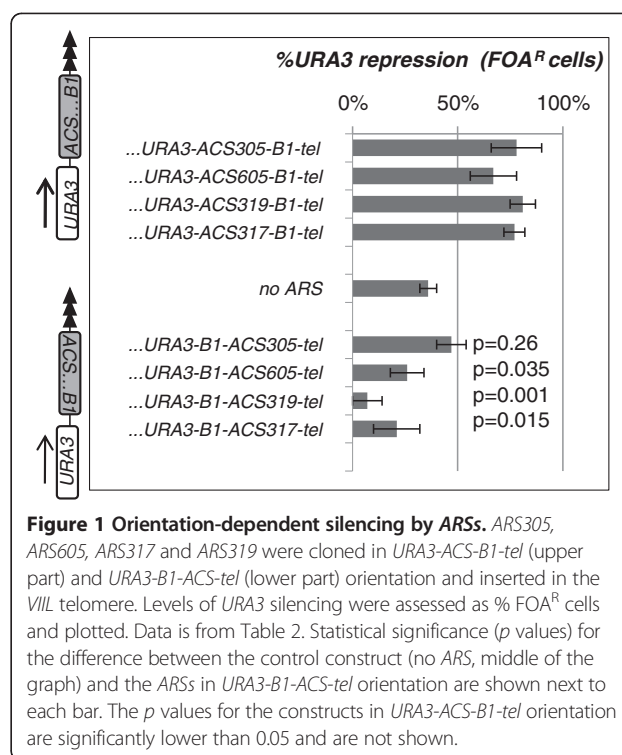 %URA3 repression (FOA^R cells)
0% 50% 100%
ACS...B1
URA3
...URA3-ACS305-B1-tel
...URA3-ACS605-B1-tel
...URA3-ACS319-B1-tel
...URA3-ACS317-B1-tel
no ARS
ACS...B1
URA3
...URA3-B1-ACS305-tel p=0.26
...URA3-B1-ACS605-tel p=0.035
...URA3-B1-ACS319-tel p=0.001
...URA3-B1-ACS317-tel p=0.015
Figure 1 Orientation-dependent silencing by ARSs. ARS305,
ARS605, ARS317 and ARS319 were cloned in URA3-ACS-B1-tel (upper
part) and URA3-B1-ACS-tel (lower part) orientation and inserted in the
VIIL telomere. Levels of URA3 silencing were assessed as % FOA^R cells
and plotted. Data is from Table 2. Statistical significance (p values) for
the difference between the control construct (no ARS, middle of the
graph) and the ARSs in URA3-B1-ACS-tel orientation are shown next to
each bar. The p values for the constructs in URA3-ACS-B1-tel orientation
are significantly lower than 0.05 and are not shown.